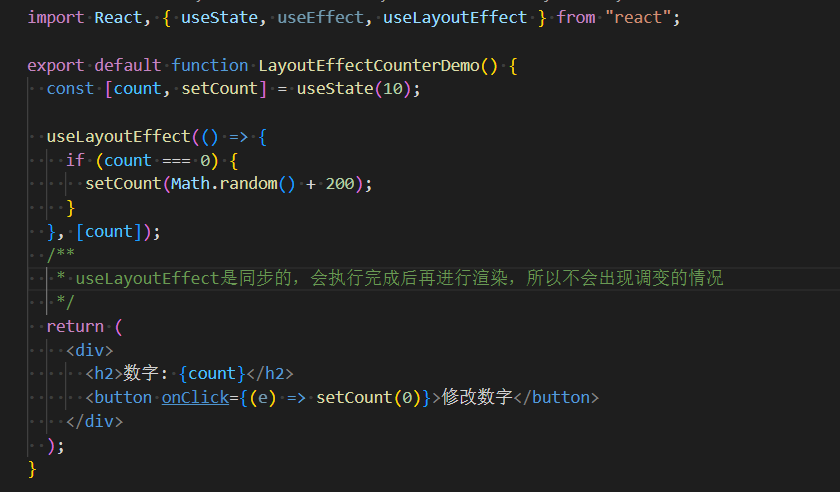 import React, { useState, useEffect, useLayoutEffect } from "react";
export default function LayoutEffectCounterDemo() {
const [count, setCount] = useState(10);
useLayoutEffect(() => {
if (count === 0) {
setCount(Math.random() + 200);
}
}, [count]);
/**
* useLayoutEffect是同步的，会执行完成后再进行渲染，所以不会出现调变的情况
*/
return (
<div>
<h2>数字: {count}</h2>
<button onClick={(e) => setCount(0)}>修改数字</button>
</div>
);
}